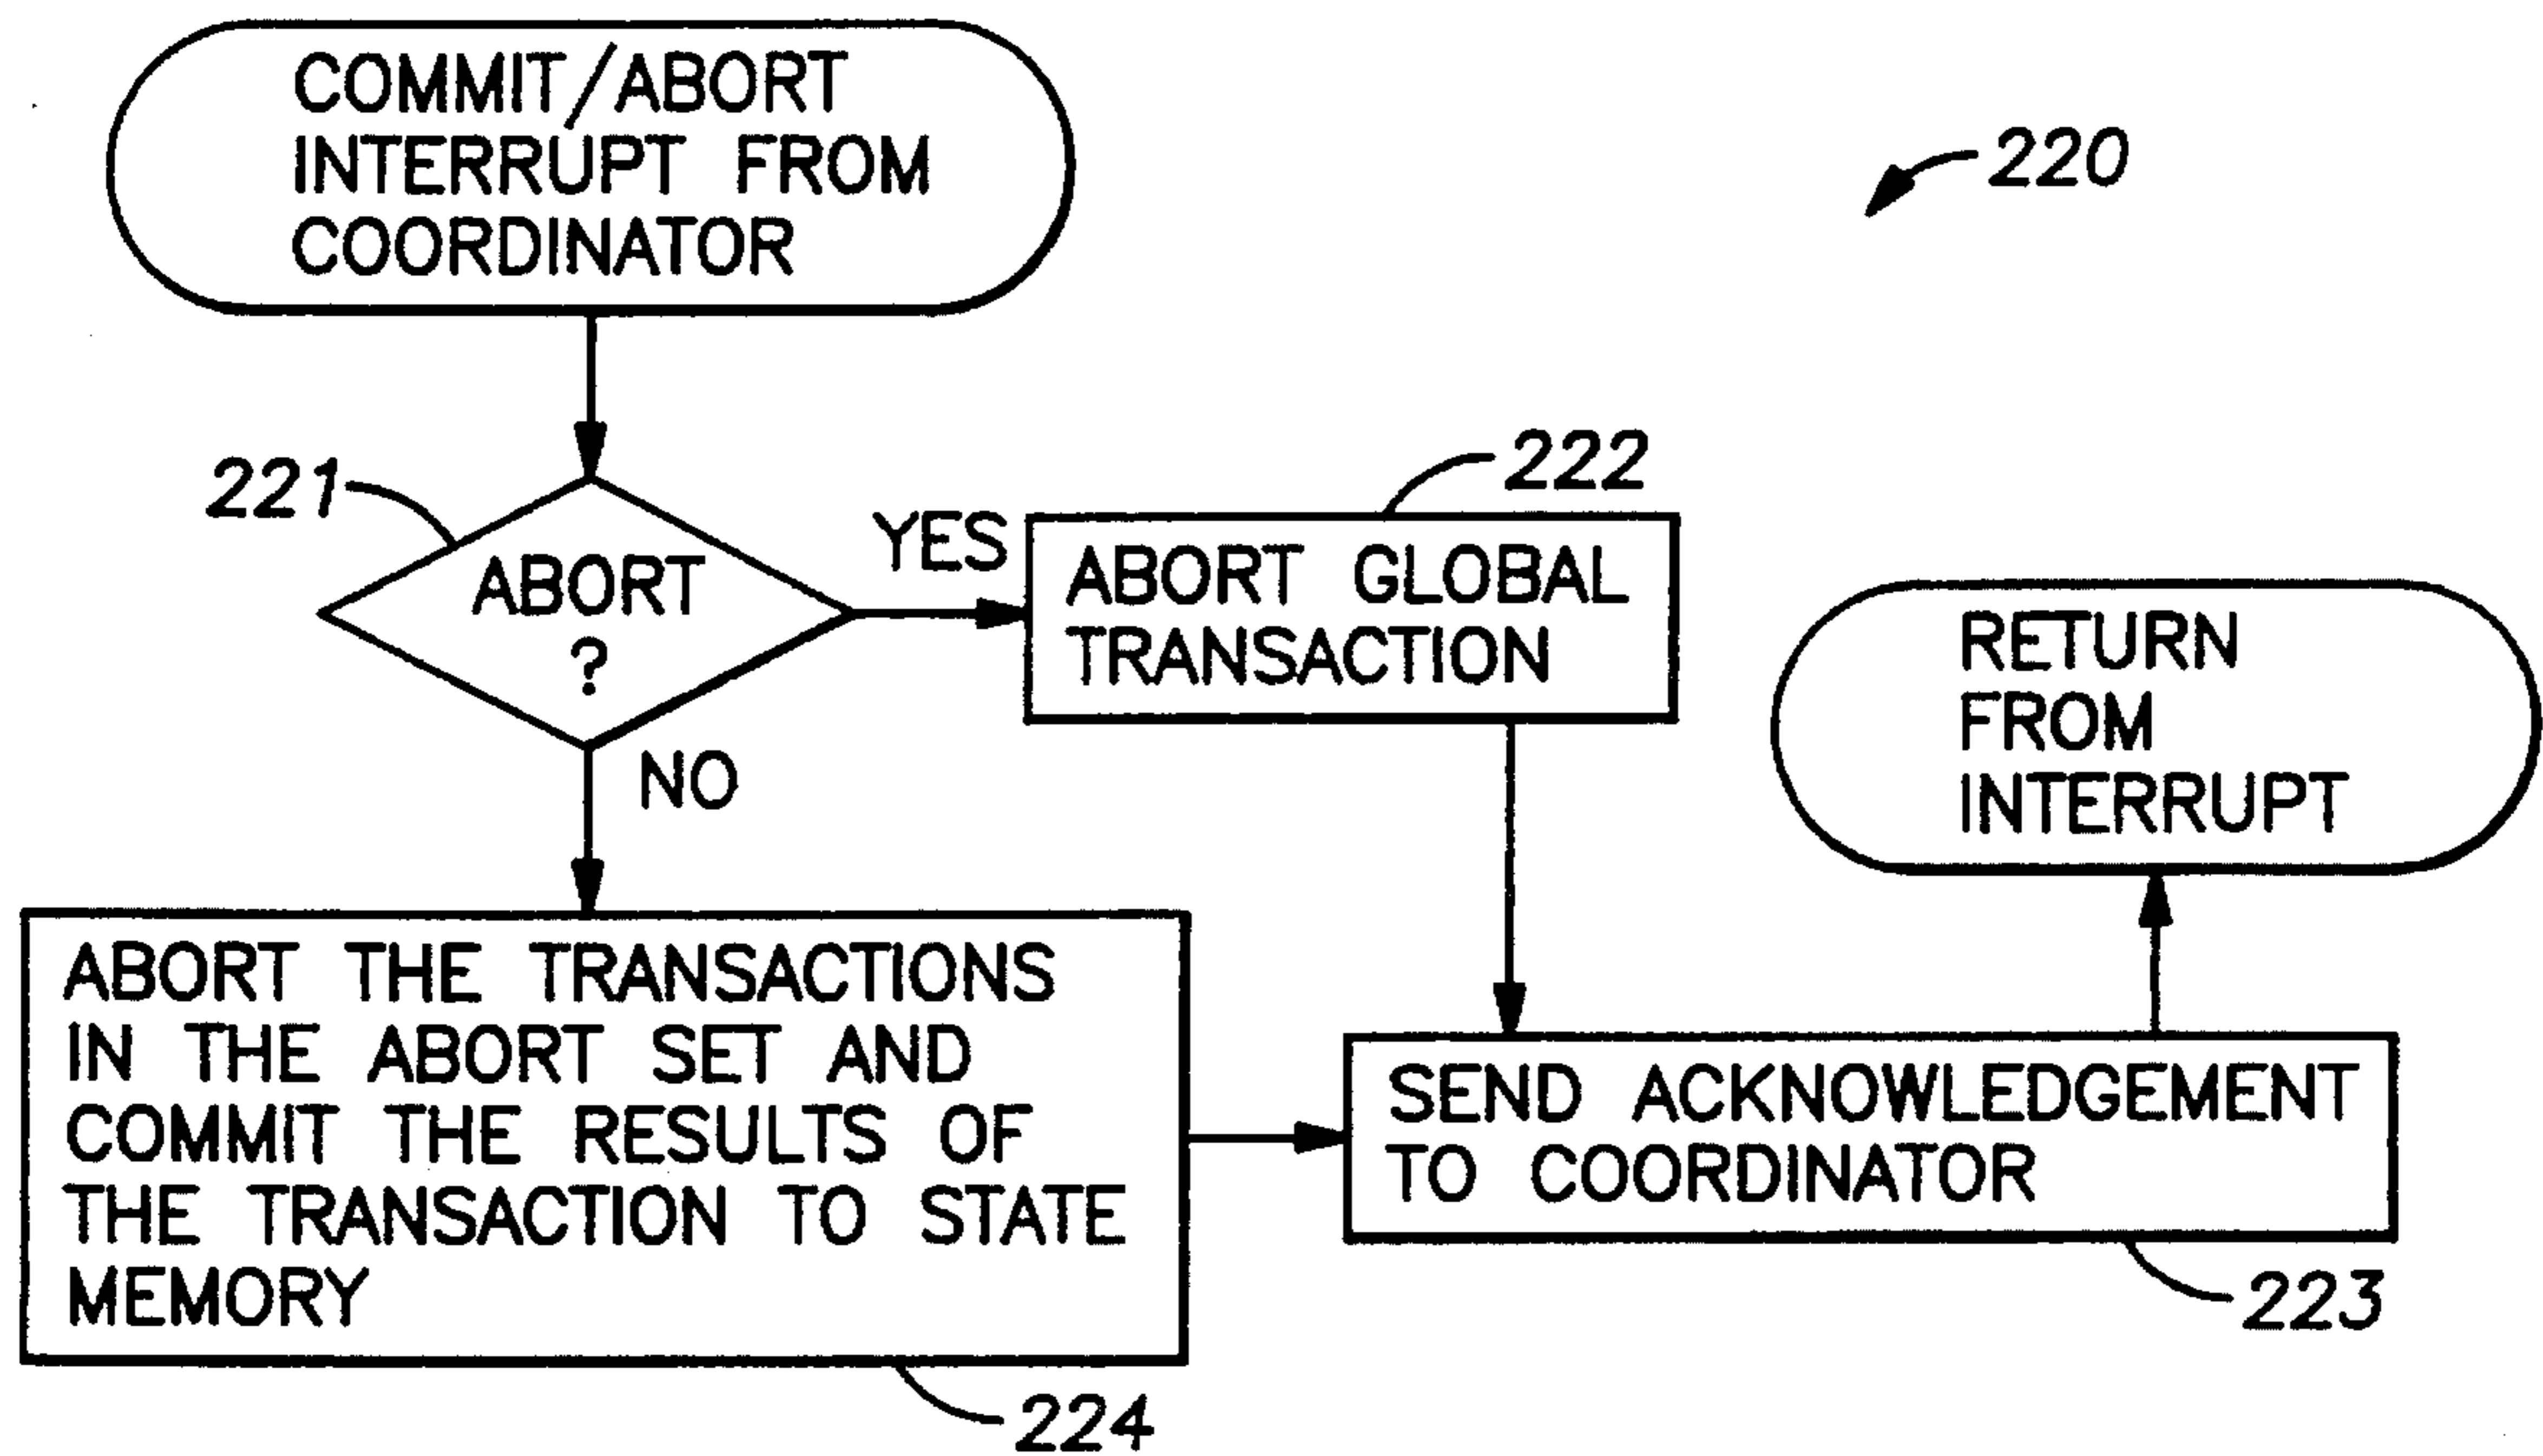 COMMIT/ABORT
INTERRUPT FROM
COORDINATOR
220
221
ABORT
?
YES
NO
222
ABORT GLOBAL
TRANSACTION
RETURN
FROM
INTERRUPT
ABORT THE TRANSACTIONS
IN THE ABORT SET AND
COMMIT THE RESULTS OF
THE TRANSACTION TO STATE
MEMORY
224
SEND ACKNOWLEDGEMENT
TO COORDINATOR
223